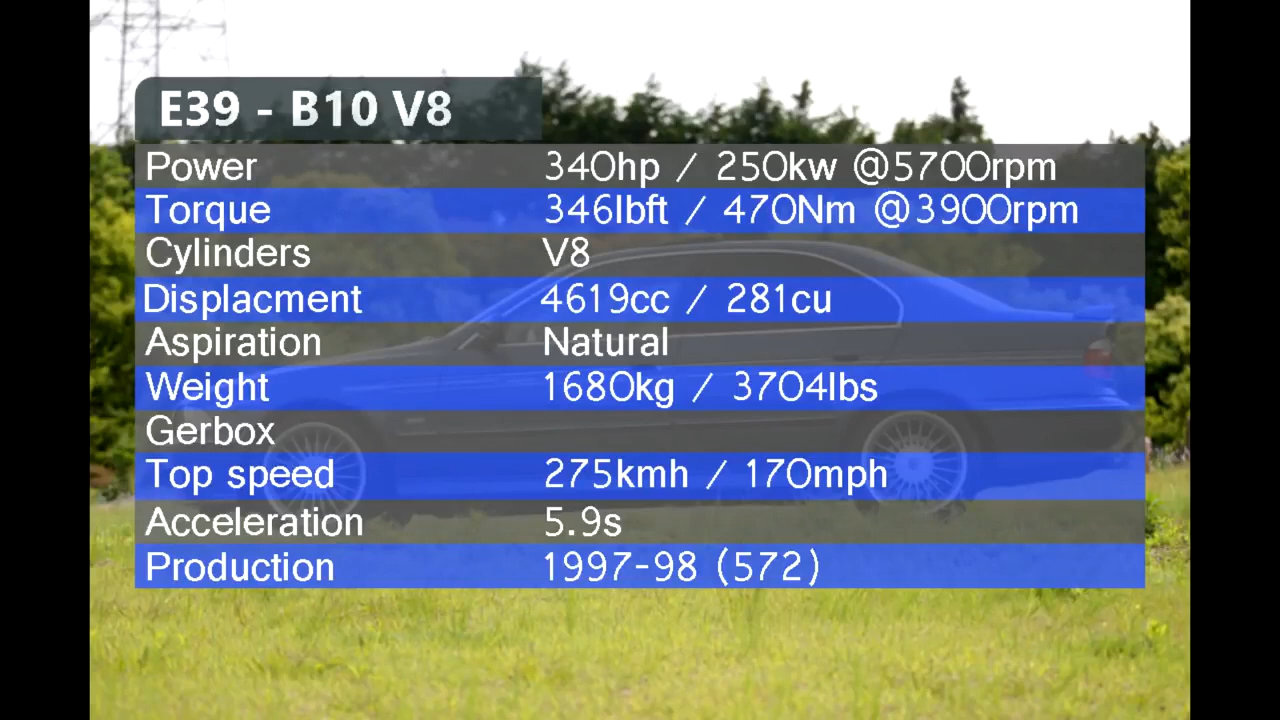 E39 - B10 V8
Power 340hp / 250kw @5700rpm
Torque 346lbft / 470Nm @3900rpm
Cylinders V8
Displacment 4619cc / 281cu
Aspiration Natural
Weight 1680kg / 3704lbs
Gerbox
Top speed 275kmh / 170mph
Acceleration 5.9s
Production 1997-98 (572)